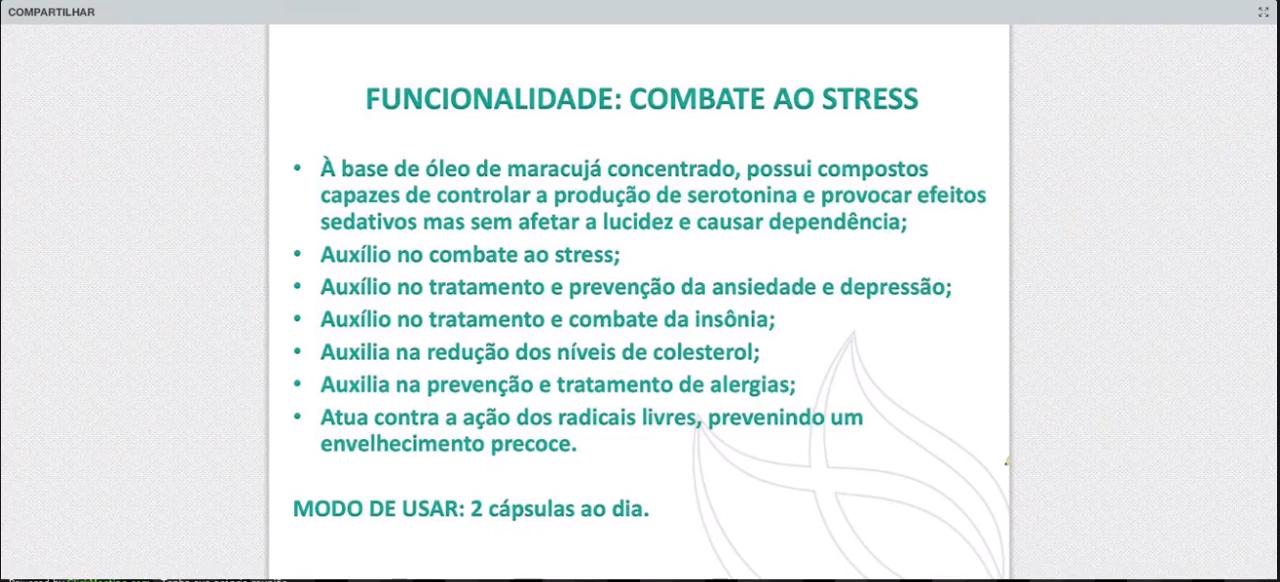 COMPARTILHAR
FUNCIONALIDADE: COMBATE AO STRESS
• À base de óleo de maracujá concentrado, possui compostos
capazes de controlar a produção de serotonina e provocar efeitos
sedativos mas sem afetar a lucidez e causar dependência;
• Auxílio no combate ao stress;
• Auxílio no tratamento e prevenção da ansiedade e depressão;
• Auxílio no tratamento e combate da insônia;
• Auxilia na redução dos níveis de colesterol;
• Auxilia na prevenção e tratamento de alergias;
• Atua contra a ação dos radicais livres, prevenindo um
envelhecimento precoce.
MODO DE USAR: 2 cápsulas ao dia.